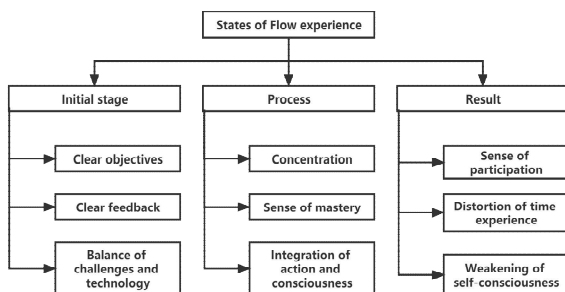 States of Flow experience
Initial stage
Process
Result
Clear objectives
Concentration
Sense of
participation
Clear feedback
Sense of mastery
Distortion of time
experience
Balance of
challenges and
technology
Integration of
action and
consciousness
Weakening of
self-consciousness